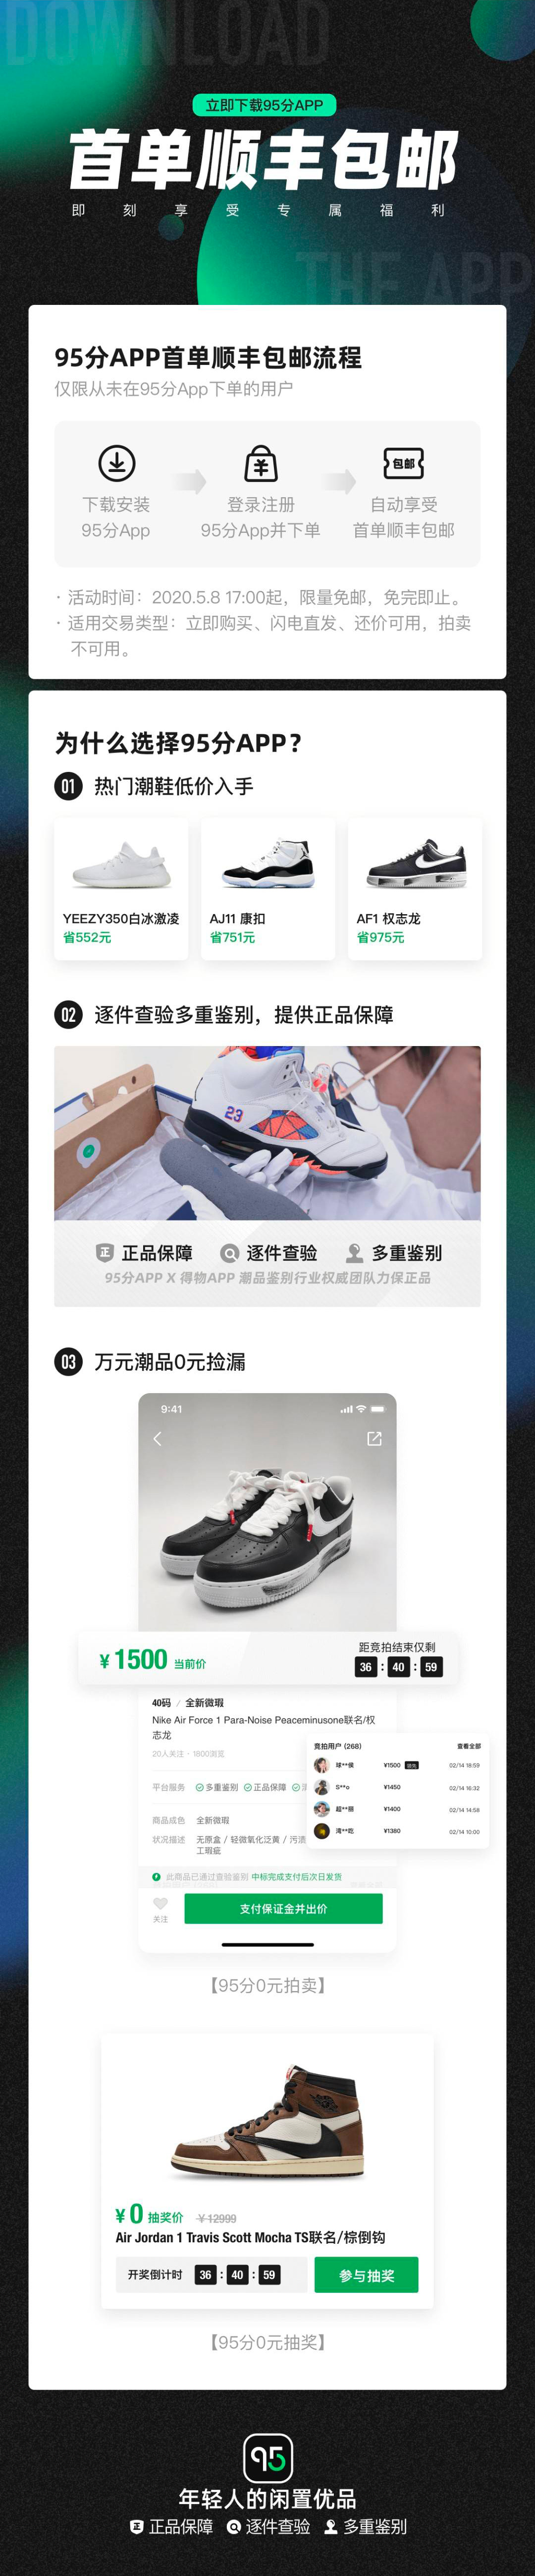 DOWNLOAD
立即下载95分APP
首单顺丰包邮
即刻享受专属福利
THE APP
95分APP首单顺丰包邮流程
仅限从未在95分App下单的用户
包邮
下载安装
95分App
登录注册
95分App并下单
自动享受
首单顺丰包邮
· 活动时间：2020.5.8 17:00起，限量免邮，免完即止。
· 适用交易类型：立即购买、闪电直发、还价可用，拍卖
不可用。
为什么选择95分APP？
01 热门潮鞋低价入手
YEEZY350白冰激凌
省552元
AJ11 康扣
省751元
AF1 权志龙
省975元
02 逐件查验多重鉴别，提供正品保障
23
正品保障 逐件查验 多重鉴别
95分APP X 得物APP 潮品鉴别行业权威团队力保正品
03 万元潮品0元捡漏
9:41
¥1500 当前价
距竞拍结束仅剩
36 : 40 : 59
40码 / 全新微瑕
Nike Air Force 1 Para-Noise Peaceminusone联名/权
志龙
20人关注 · 1800浏览
竞拍用户 (268) 查看全部
球**侯 ¥1500 领先 02/14 18:59
S**o ¥1450 02/14 16:32
超**丽 ¥1400 02/14 14:58
湾**吃 ¥1380 02/14 10:00
平台服务 多重鉴别 正品保障
商品成色 全新微瑕
状况描述 无原盒 / 轻微氧化泛黄 / 污渍
工瑕疵
此商品已通过查验鉴别 中标完成支付后次日发货
关注
支付保证金并出价
【95分0元拍卖】
¥0 抽奖价 ¥12999
Air Jordan 1 Travis Scott Mocha TS联名/棕倒钩
开奖倒计时 36 : 40 : 59
参与抽奖
【95分0元抽奖】
95
年轻人的闲置优品
正品保障 逐件查验 多重鉴别